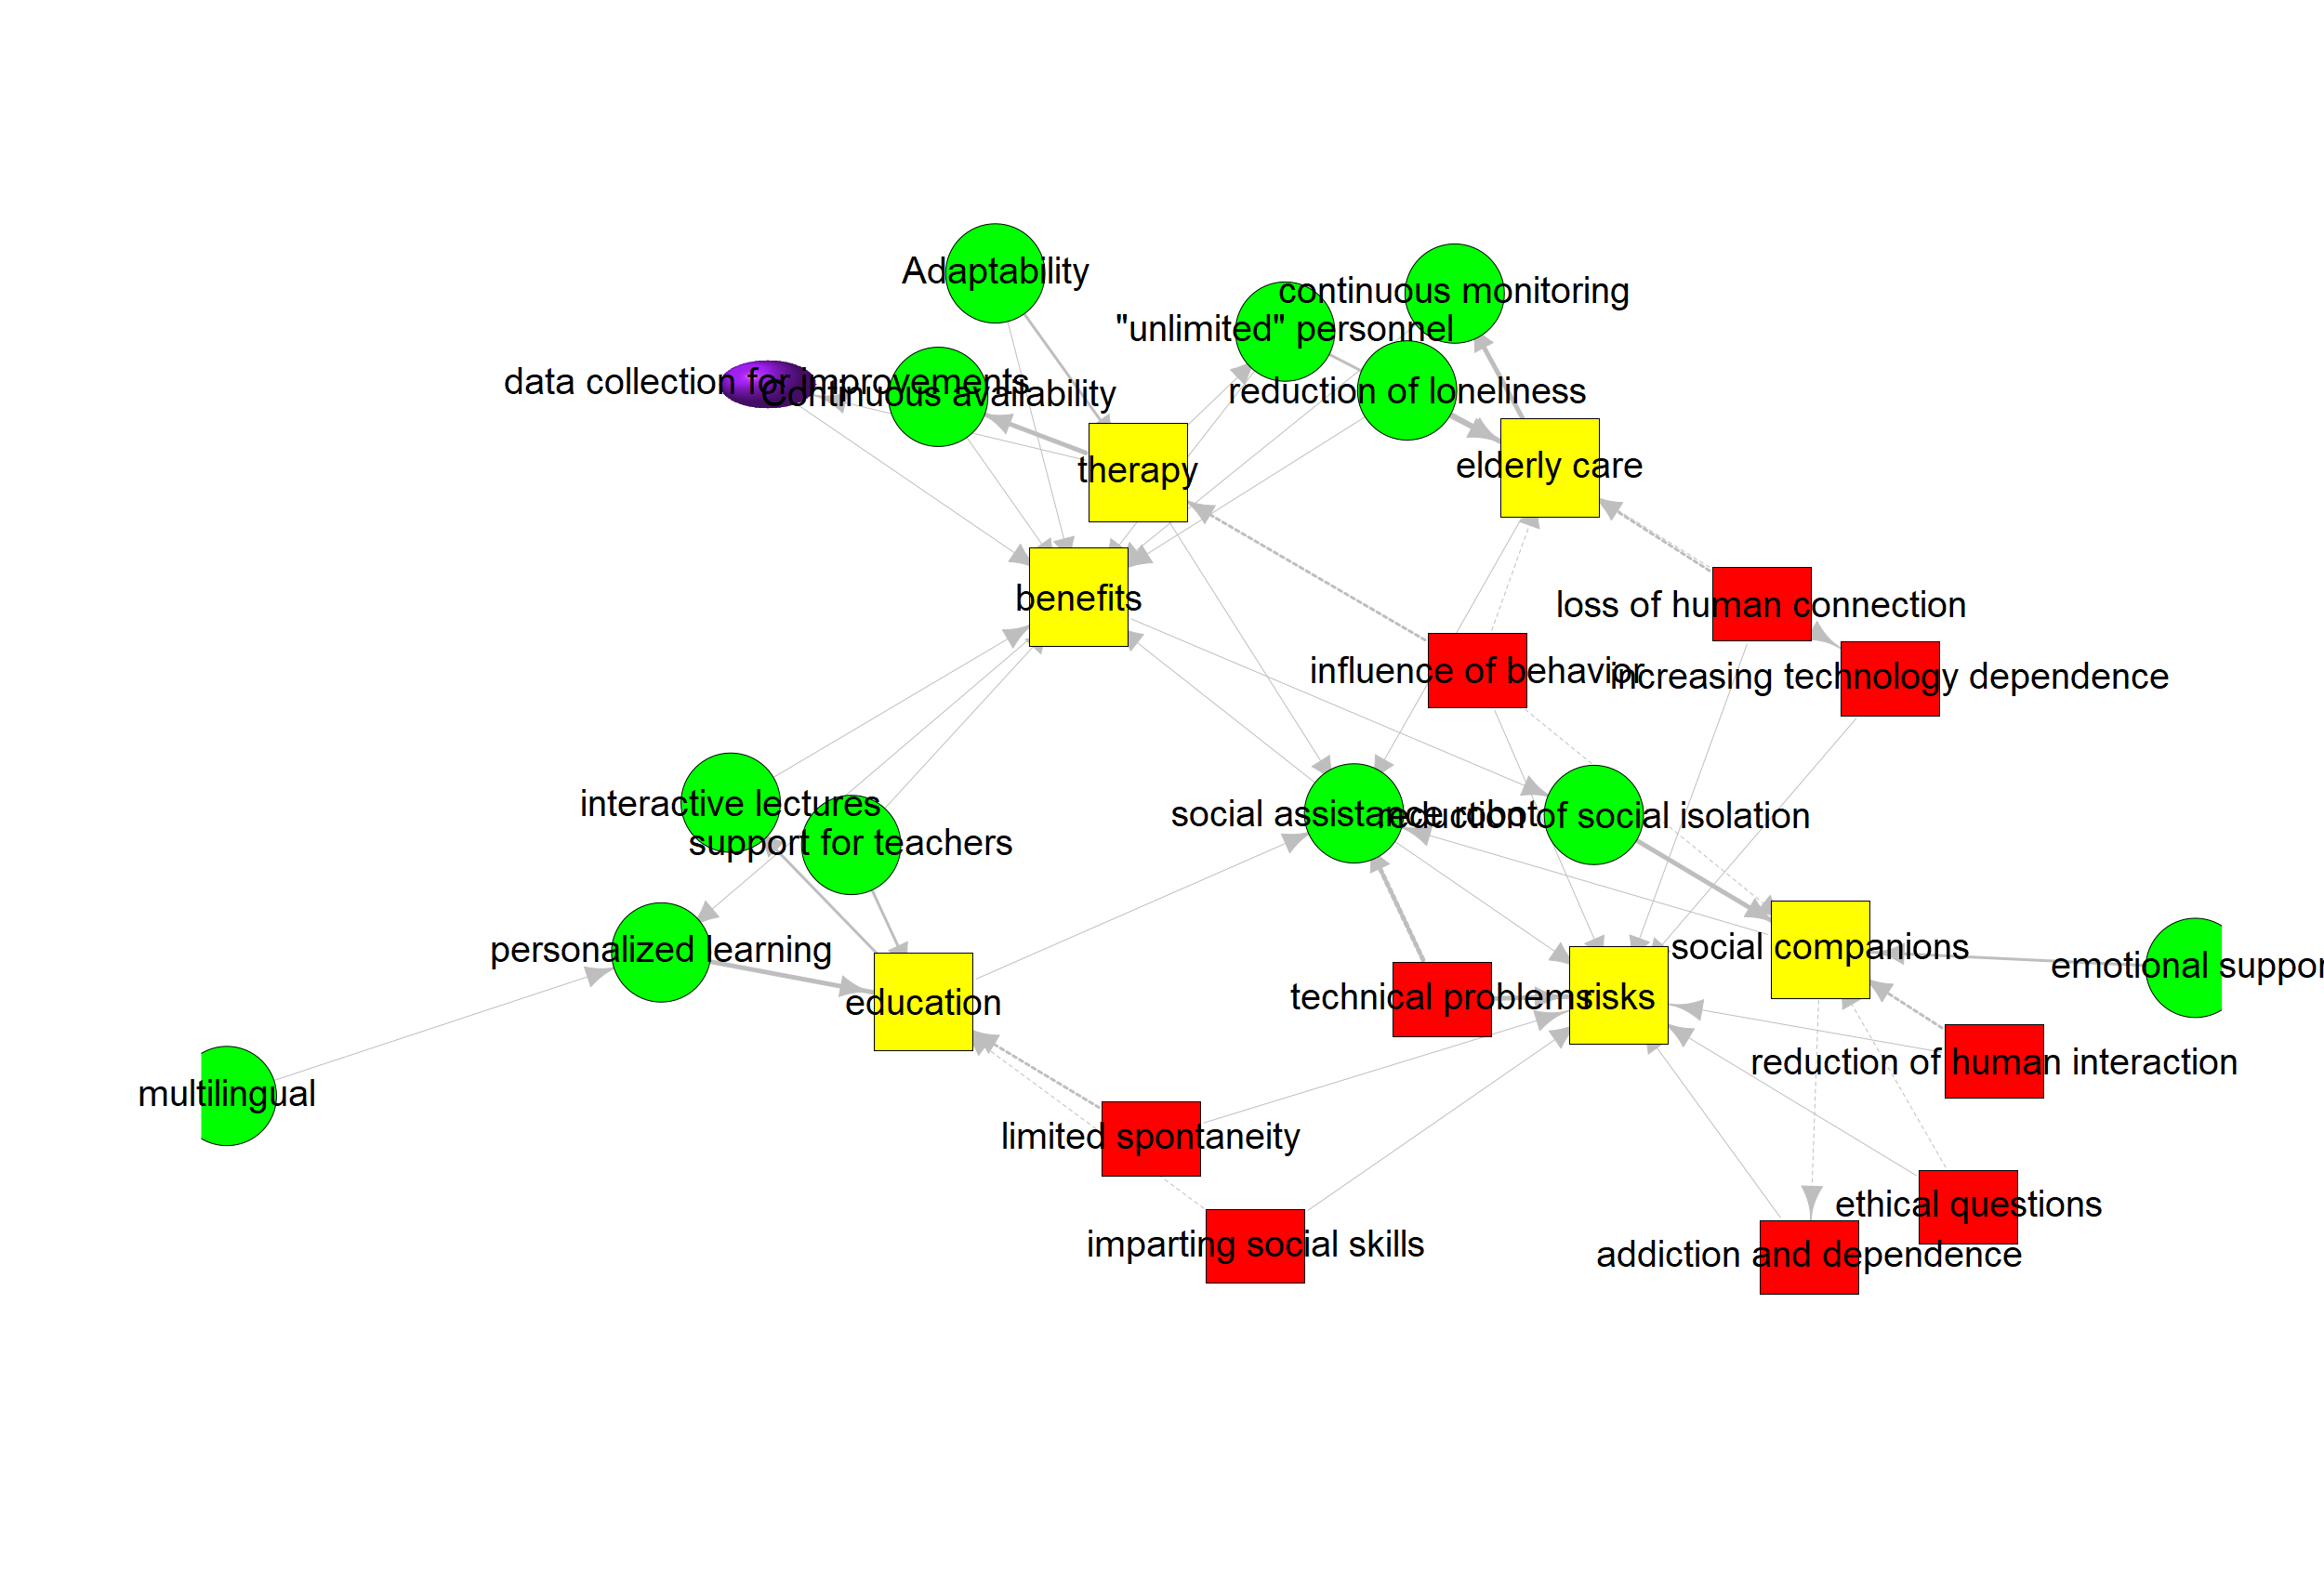 Adaptability
continuous monitoring
"unlimited" personnel
data collection for improvements
Continuous availability
reduction of loneliness
therapy
elderly care
benefits
loss of human connection
influence of behavior
increasing technology dependence
interactive lectures
social assistance robot
reduction of social isolation
support for teachers
personalized learning
social companions
emotional suppor
education
technical problems
risks
reduction of human interaction
multilingual
limited spontaneity
ethical questions
imparting social skills
addiction and dependence